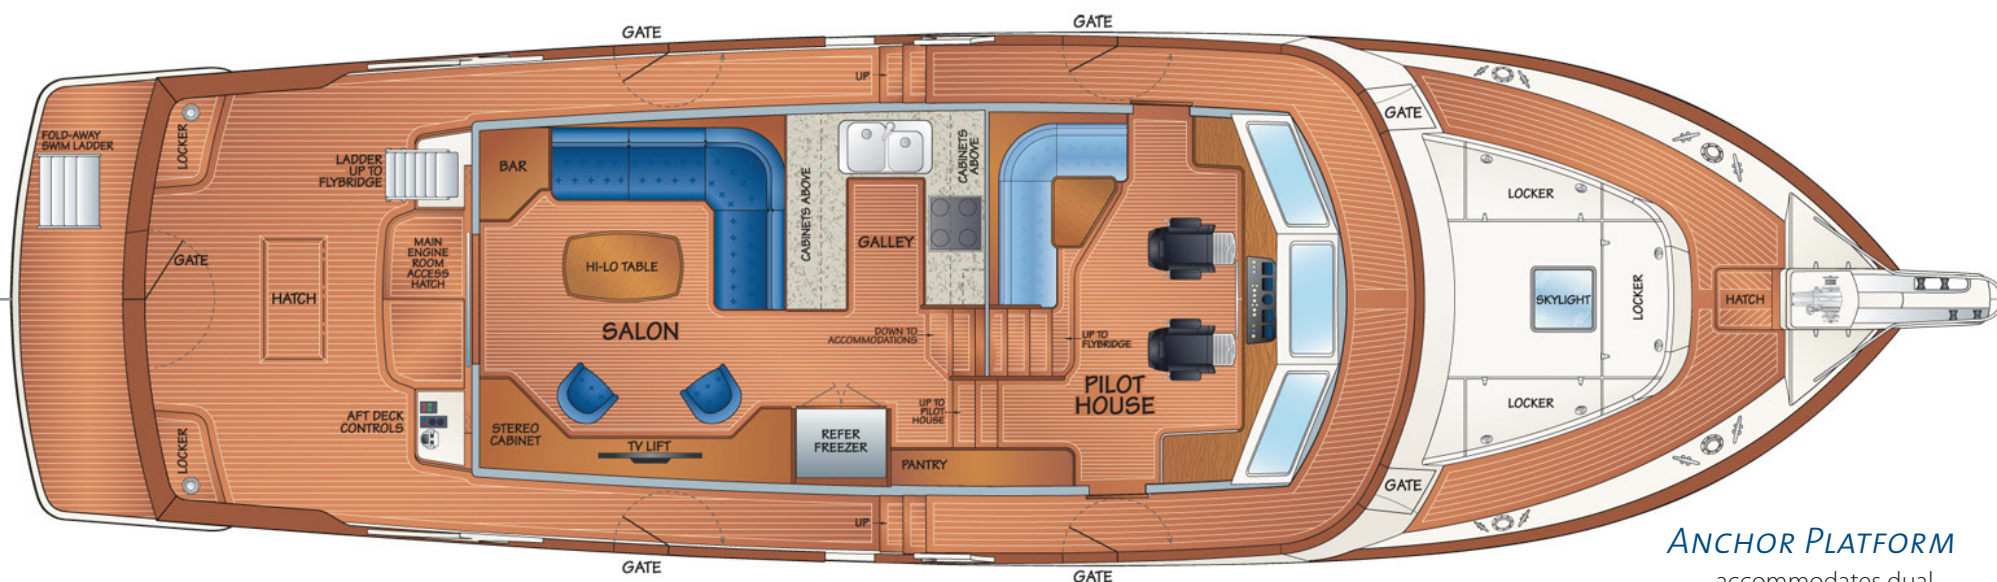 GATE
GATE
UP
GATE
FOLD-AWAY
SWIM LADDER
LOCKER
LADDER
UP TO
FLYBRIDGE
BAR
CABINETS ABOVE
CABINETS
ABOVE
LOCKER
GATE
MAIN
ENGINE
ROOM
ACCESS
HATCH
HI-LO TABLE
GALLEY
HATCH
SALON
DOWN TO
ACCOMMODATIONS
UP TO
FLYBRIDGE
SKYLIGHT
LOCKER
HATCH
PILOT
HOUSE
AFT DECK
CONTROLS
STEREO
CABINET
TV LIFT
UP TO
PILOT
HOUSE
REFER
FREEZER
PANTRY
LOCKER
LOCKER
GATE
UP
GATE
GATE
ANCHOR PLATFORM
accommodates dual